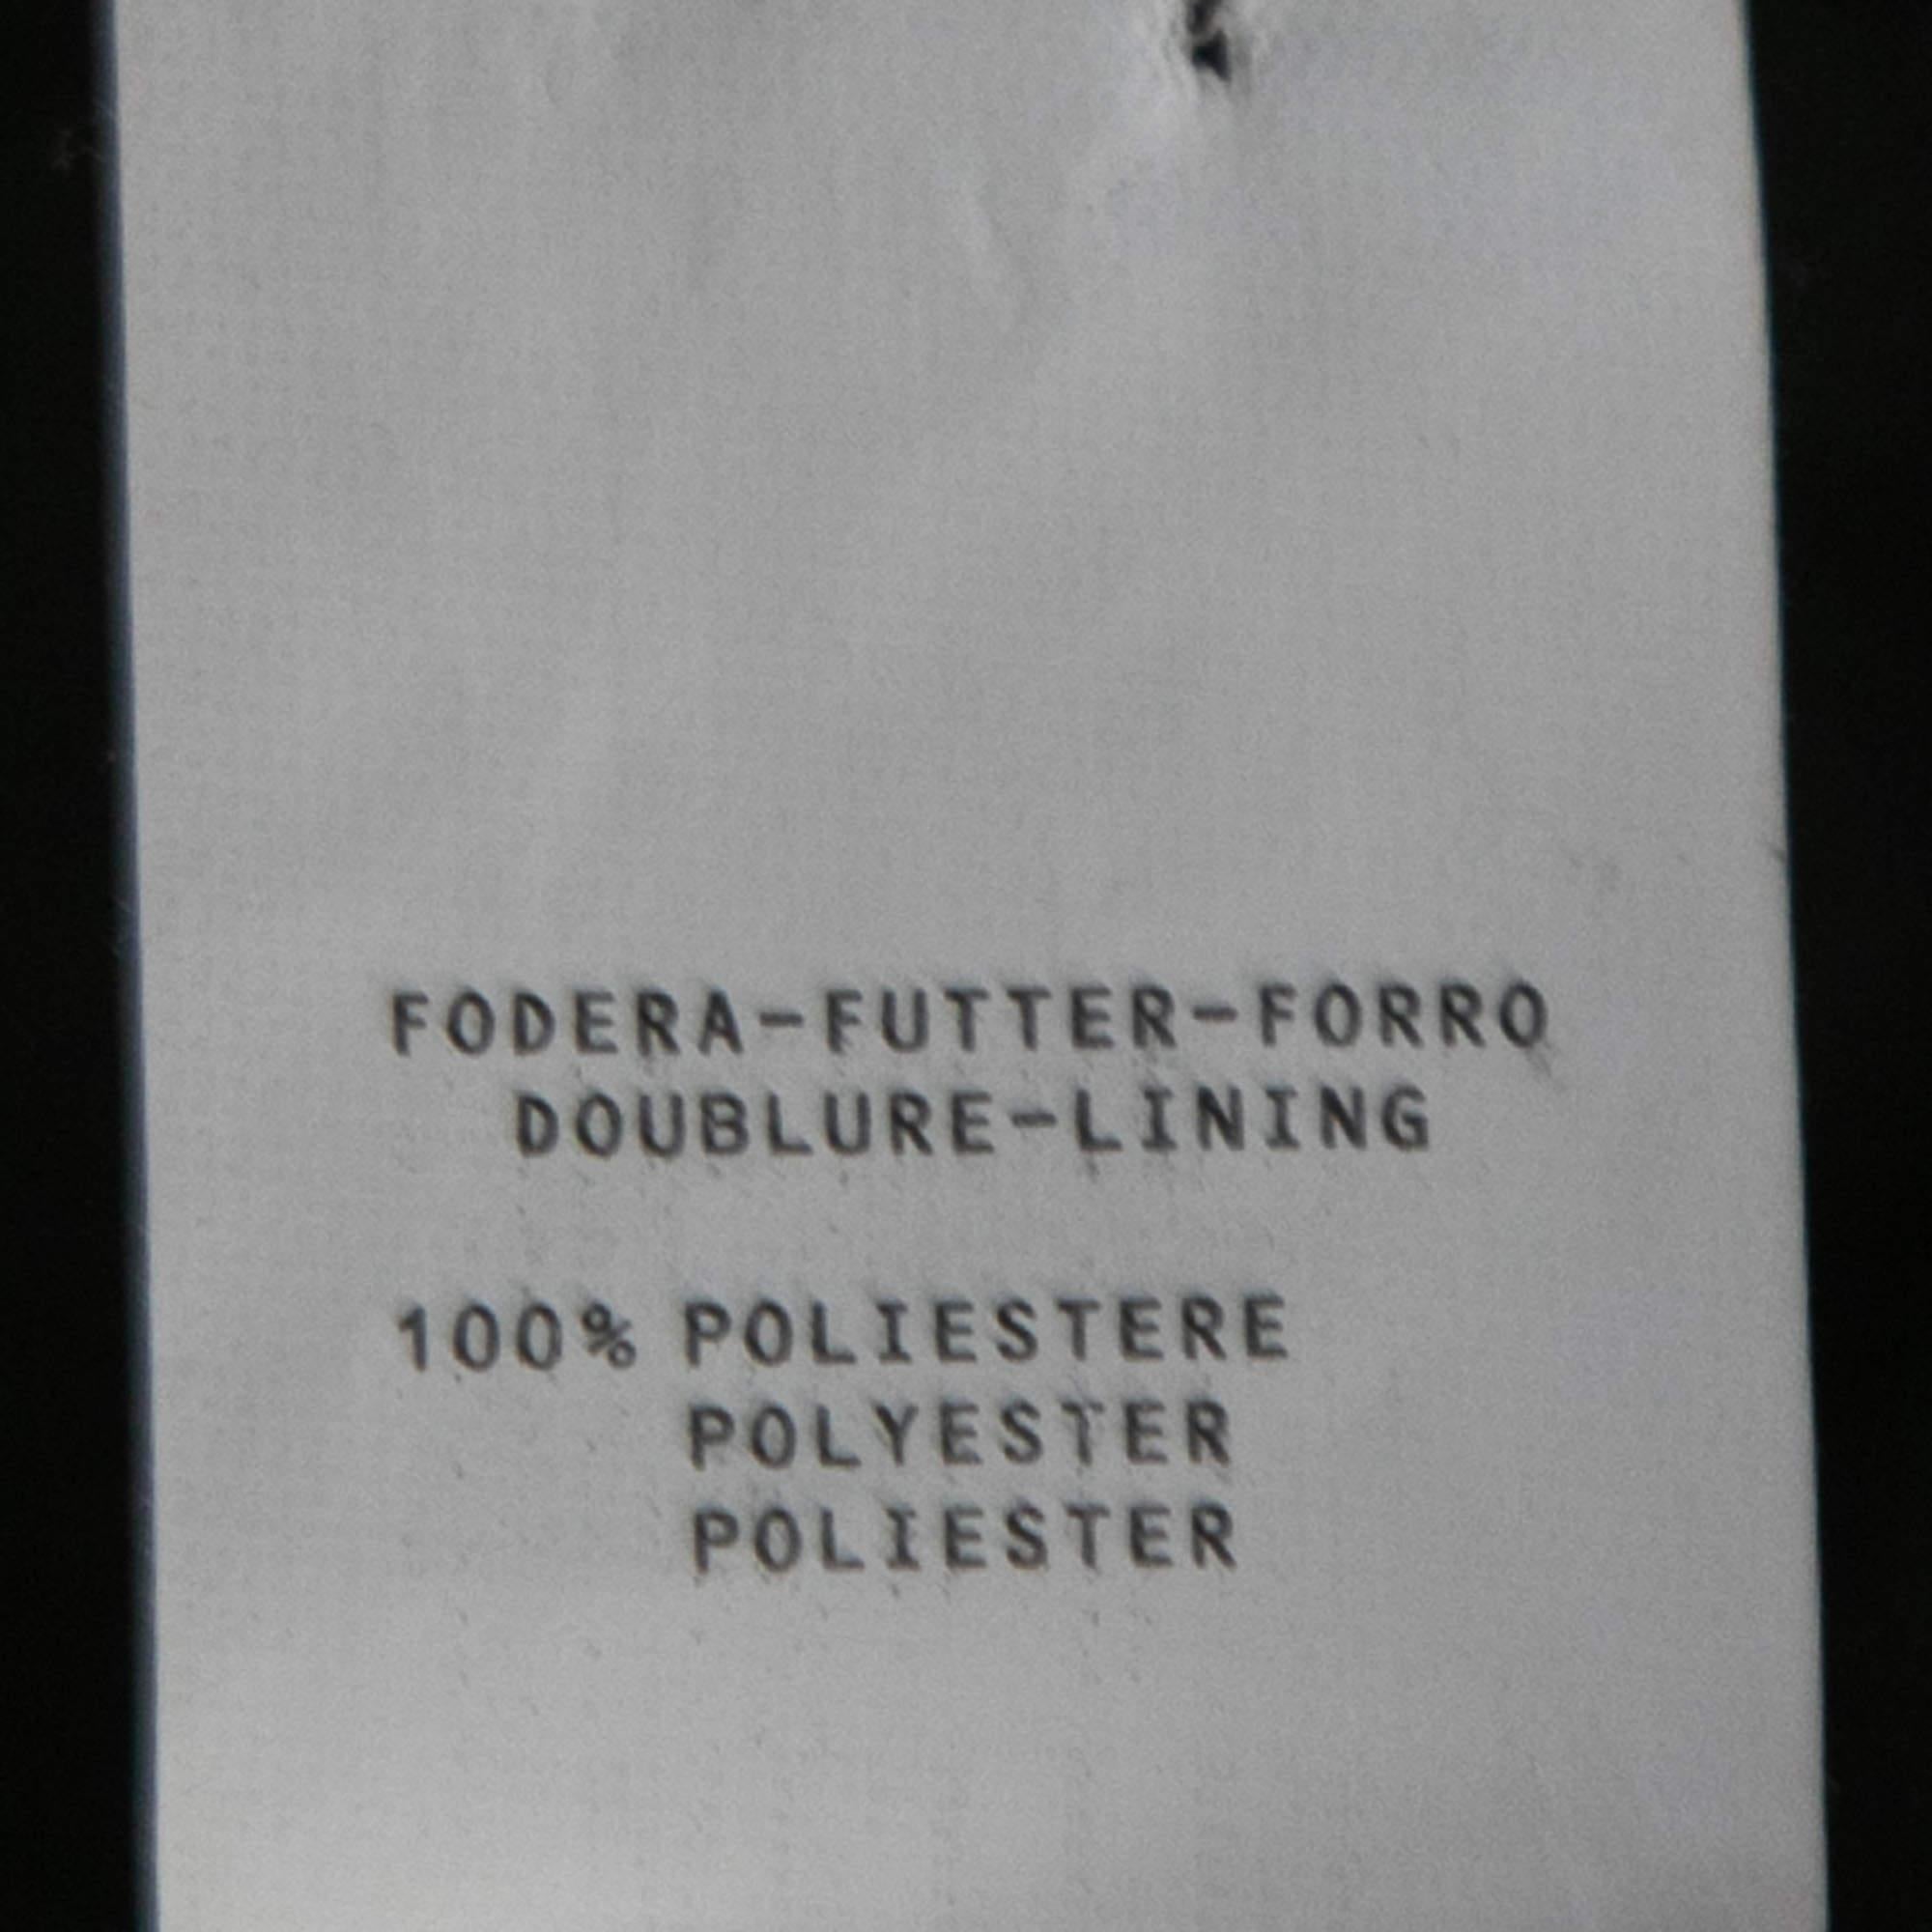 FODERA-FUTTER-FORRO
DOUBLURE-LINING
100% POLIESTERE
POLYESTER
POLIESTER